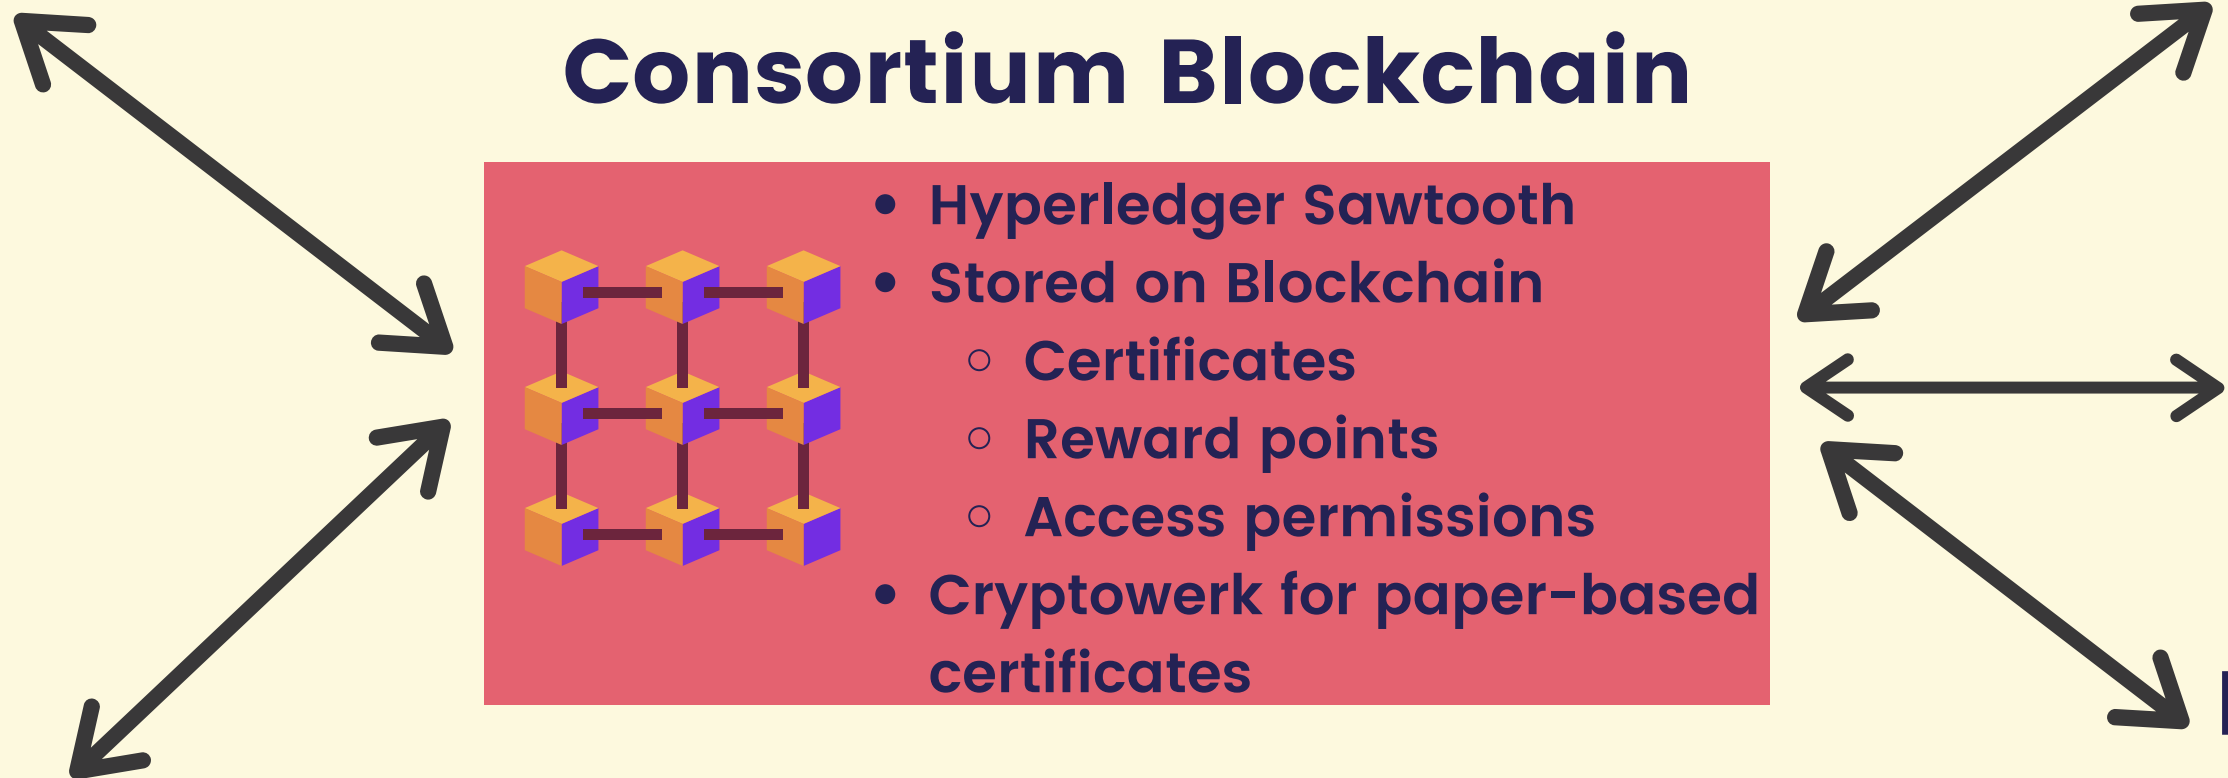 Consortium Blockchain
• Hyperledger Sawtooth
• Stored on Blockchain
○ Certificates
○ Reward points
○ Access permissions
• Cryptowerk for paper-based
certificates